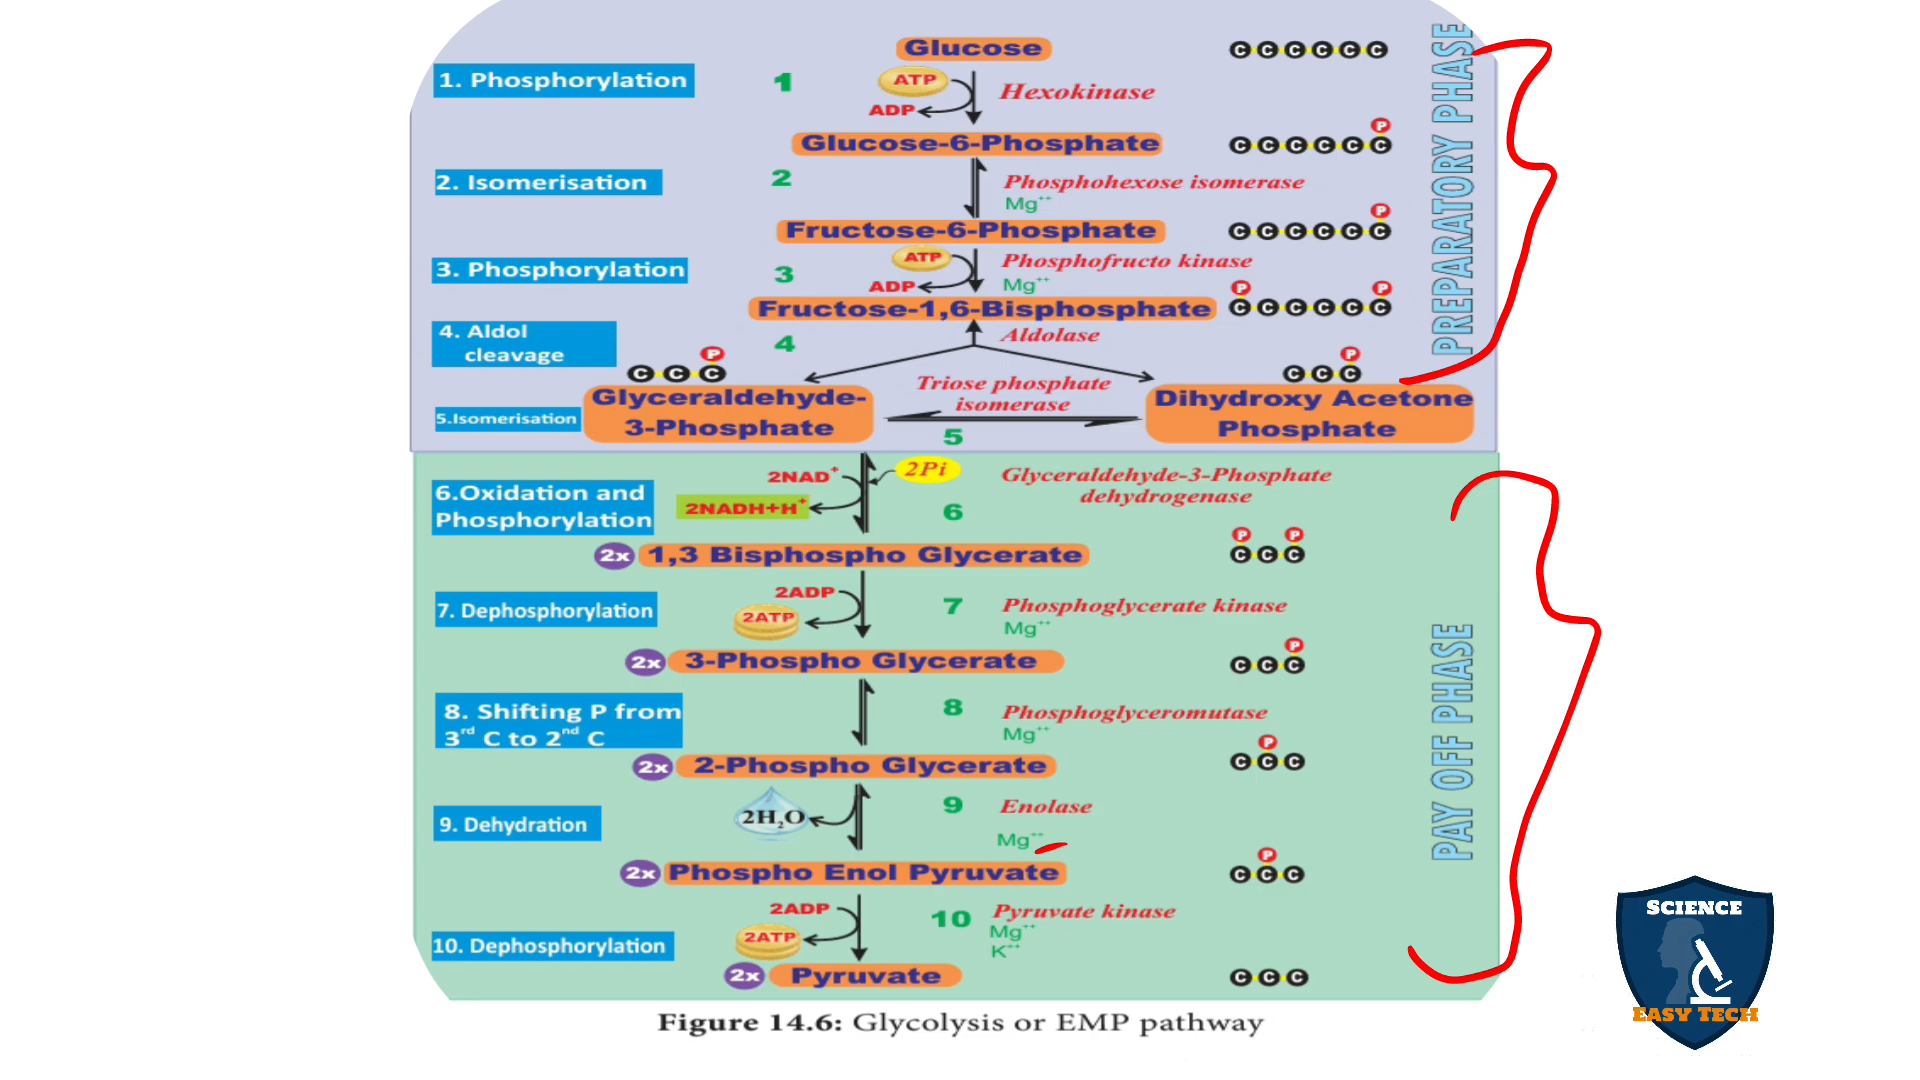 Glucose
C C C C C C
1. Phosphorylation
1
ATP
ADP
Hexokinase
P
Glucose-6-Phosphate
C C C C C C
2. Isomerisation
2
Phosphohexose isomerase
Mg++
P
Fructose-6-Phosphate
C C C C C C
3. Phosphorylation
3
ATP
ADP
Phosphofructo kinase
Mg++
P P
Fructose-1,6-Bisphosphate
C C C C C C
4. Aldol
cleavage
4
Aldolase
P
C C C
P
C C C
Glyceraldehyde-
3-Phosphate
Triose phosphate
isomerase
Dihydroxy Acetone
Phosphate
5.Isomerisation
5
PREPARATORY PHASE
6.Oxidation and
Phosphorylation
2NAD+
2Pi
2NADH+H+
6
Glyceraldehyde-3-Phosphate
dehydrogenase
P P
2x 1,3 Bisphospho Glycerate
C C C
7. Dephosphorylation
2ADP
2ATP
7
Phosphoglycerate kinase
Mg++
P
2x 3-Phospho Glycerate
C C C
8. Shifting P from
3rd C to 2nd C
8
Phosphoglyceromutase
Mg++
P
2x 2-Phospho Glycerate
C C C
9. Dehydration
2H2O
9
Enolase
Mg++
P
2x Phospho Enol Pyruvate
C C C
10. Dephosphorylation
2ADP
2ATP
10
Pyruvate kinase
Mg++
K++
2x Pyruvate
C C C
PAY OFF PHASE
Figure 14.6: Glycolysis or EMP pathway
SCIENCE
EASY TECH